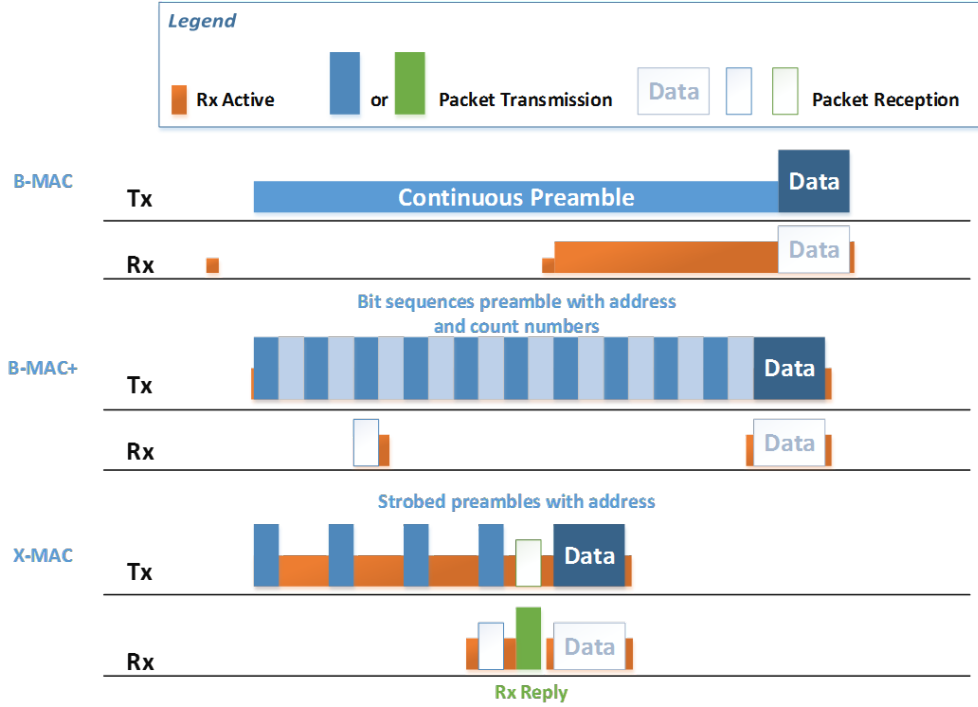 Legend
Rx Active
or
Packet Transmission
Data
Packet Reception
B-MAC
Tx
Continuous Preamble
Data
Rx
Data
Bit sequences preamble with address
and count numbers
B-MAC+
Tx
Data
Rx
Data
Strobed preambles with address
X-MAC
Tx
Data
Rx
Data
Rx Reply